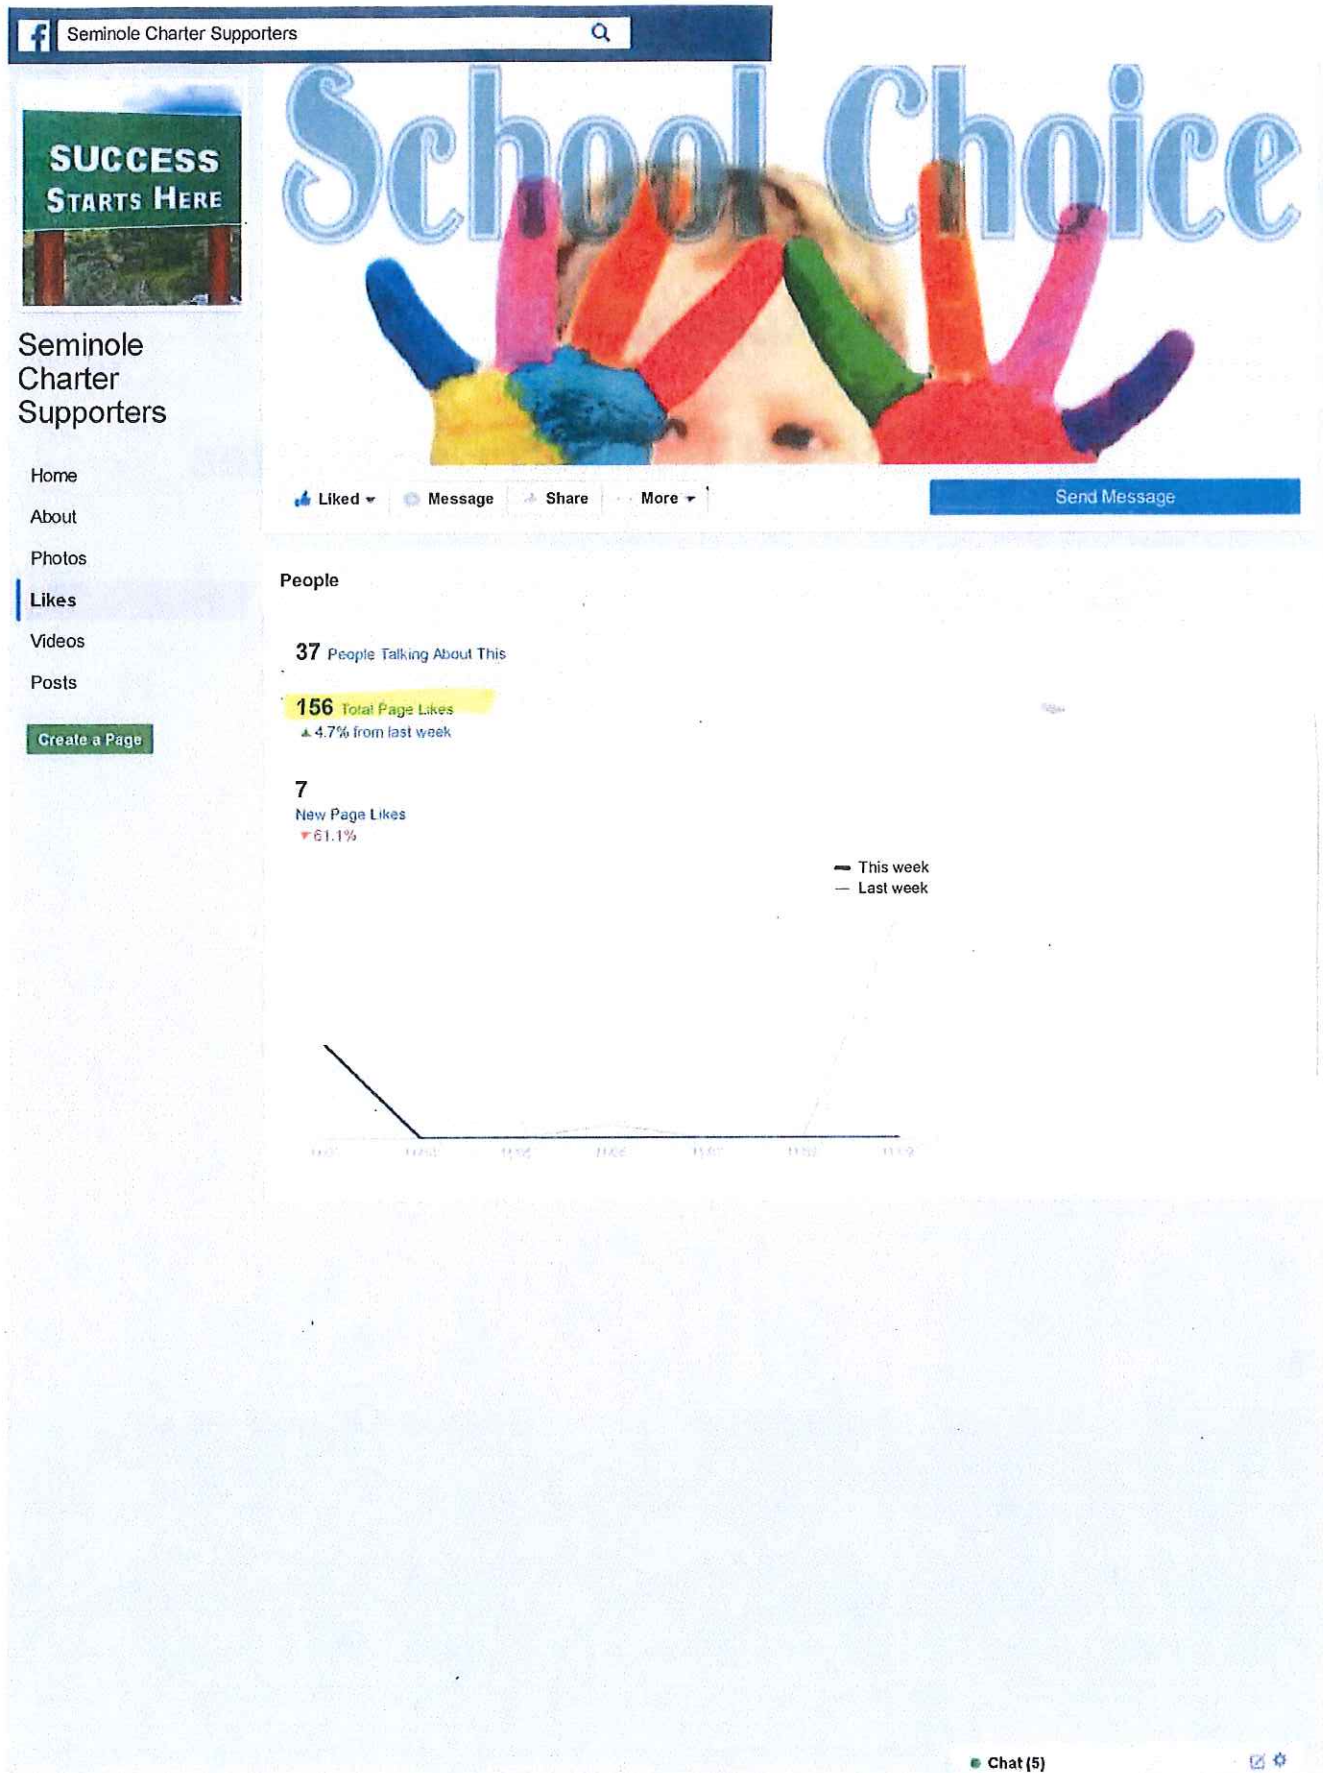 Seminole Charter Supporters
School Choice
SUCCESS
STARTS HERE
Seminole
Charter
Supporters
Home
About
Photos
Likes
Videos
Posts
Create a Page
Liked
Message
Share
More
Send Message
People
37 People Talking About This
156 Total Page Likes
4.7% from last week
7
New Page Likes
61.1%
This week
Last week
Chat (5)